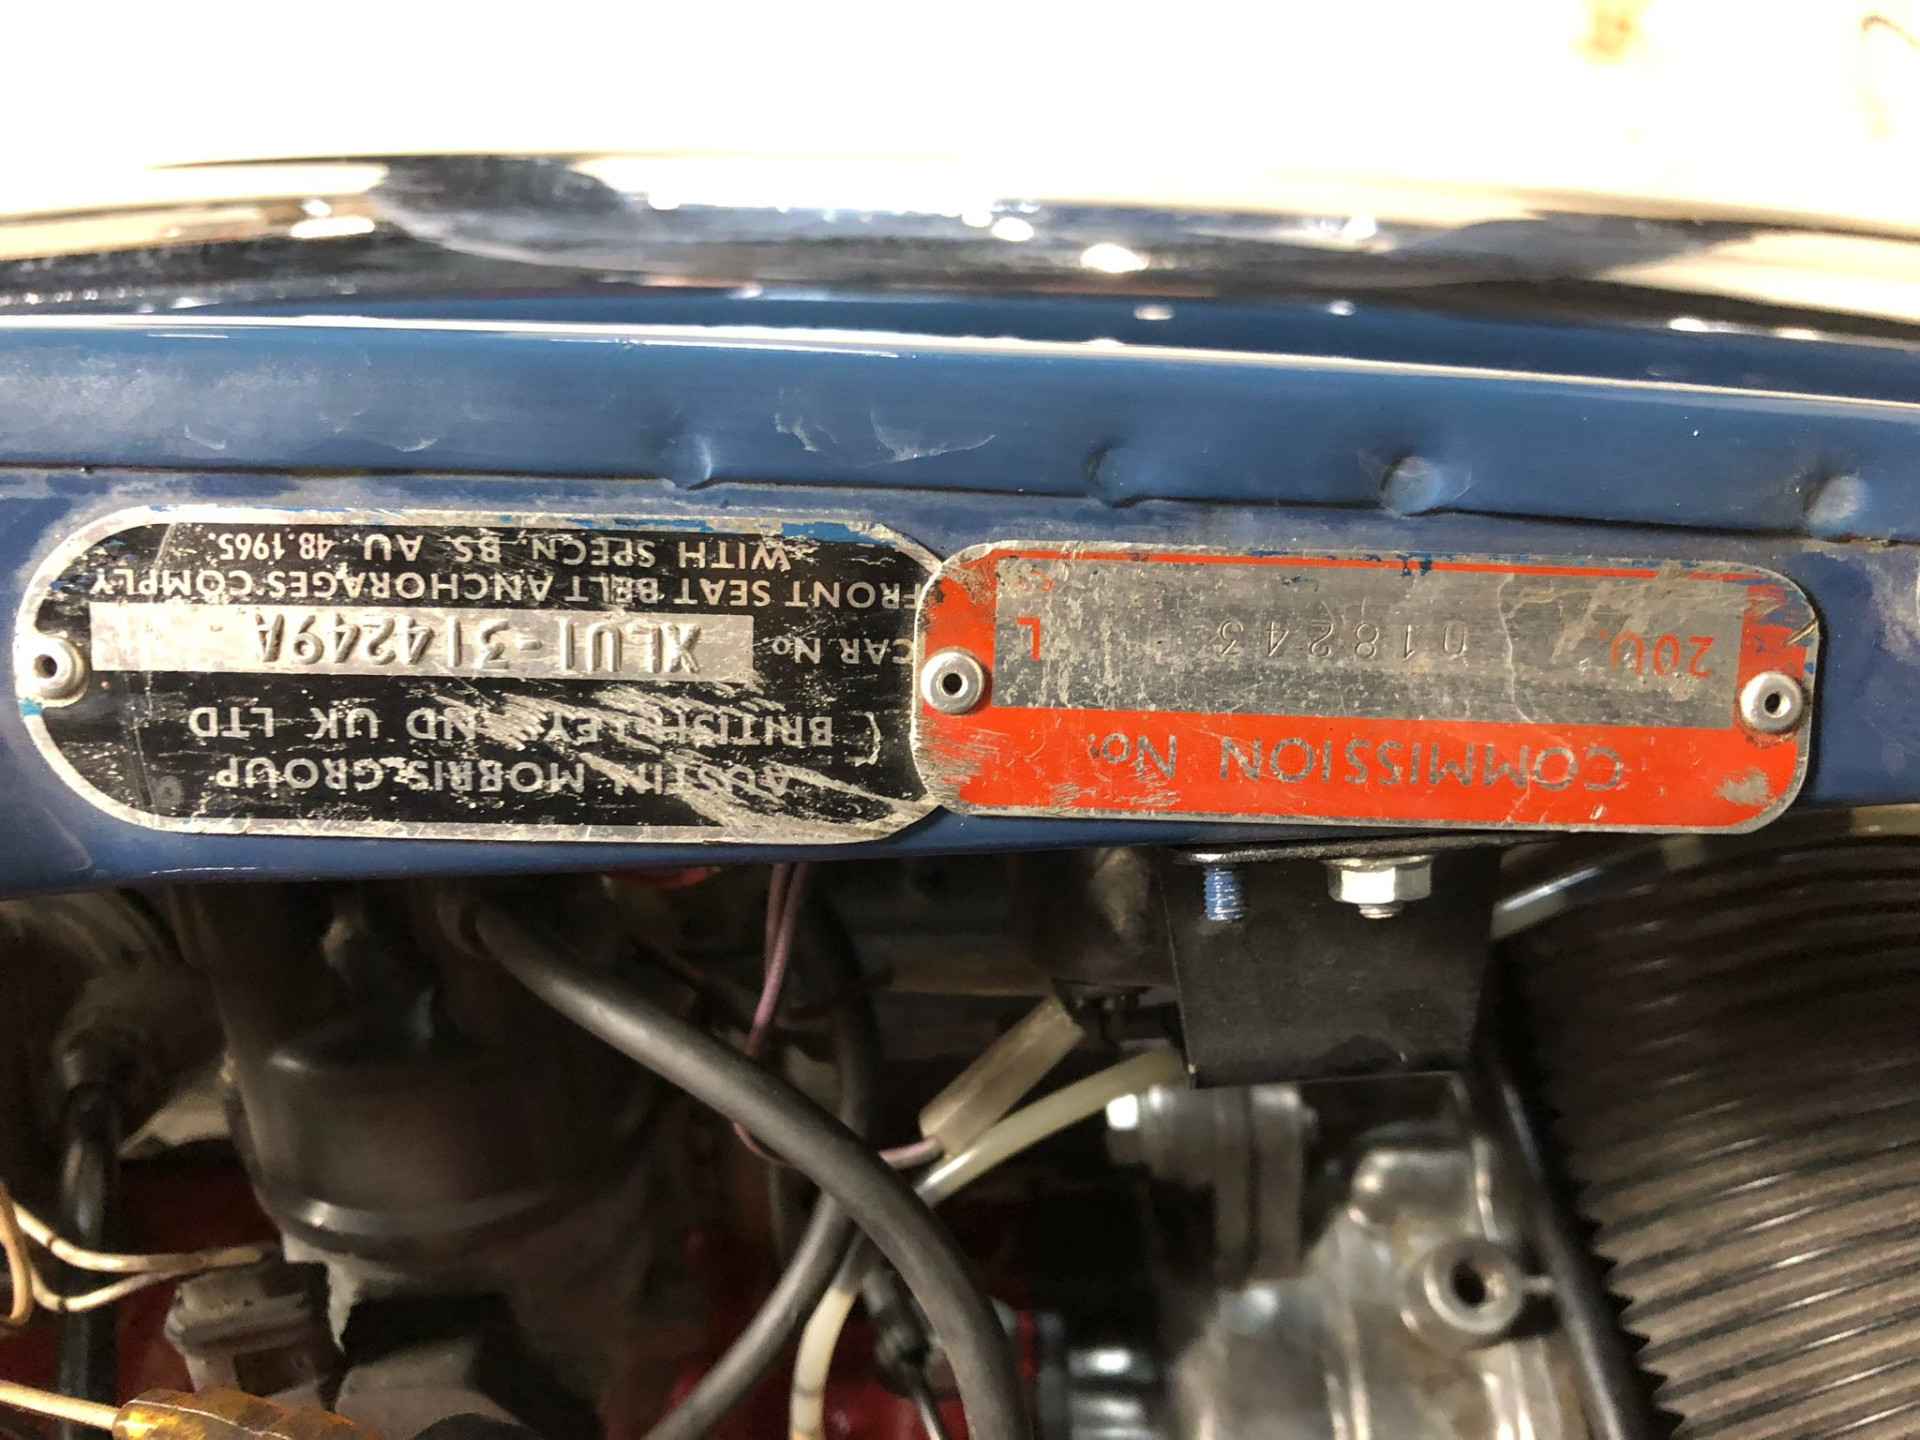 COMMISSION No.
20D. 018243 L
AUSTIN MORRIS GROUP
(BRITISH LEYLAND UK LTD
CAR No XLU1-314249A
FRONT SEAT BELT ANCHORAGES COMPLY
WITH SPECN, BS. AU. 48.1965.